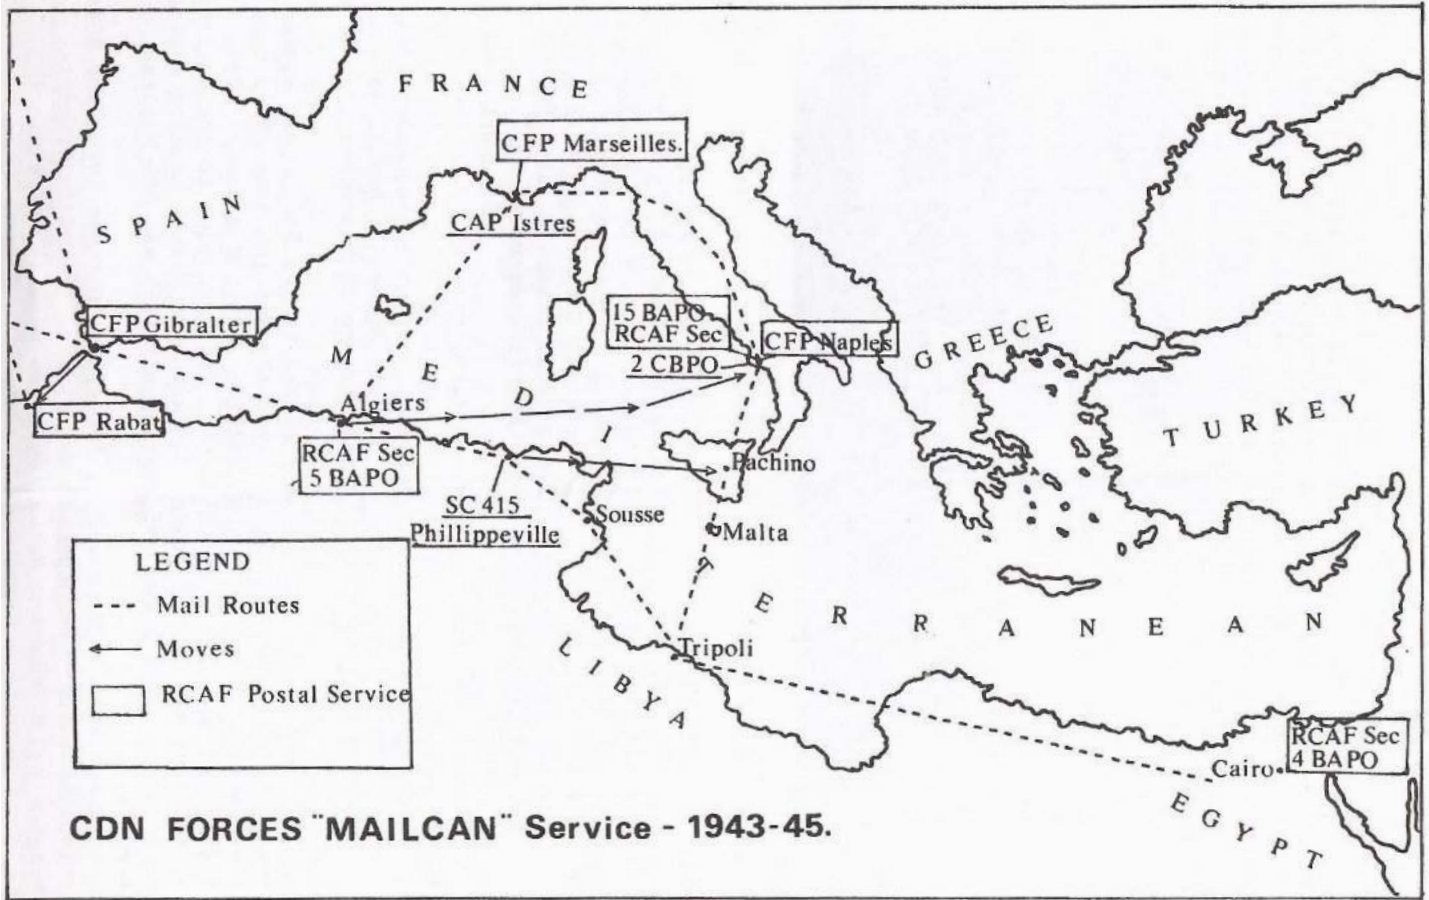 FRANCE
CFP Marseilles.
SPAIN
CAP Istres
CFP Gibralter
15 BAPO
RCAF Sec
CFP Naples
2 CBPO
GREECE
MEDITERRANEAN
Algiers
CFP Rabat
TURKEY
RCAF Sec
5 BAPO
Pachino
SC 415
Phillippeville
Sousse
Malta
LEGEND
Mail Routes
Moves
RCAF Postal Service
Tripoli
LIBYA
RCAF Sec
4 BAPO
Cairo
EGYPT
CDN FORCES "MAILCAN" Service - 1943-45.